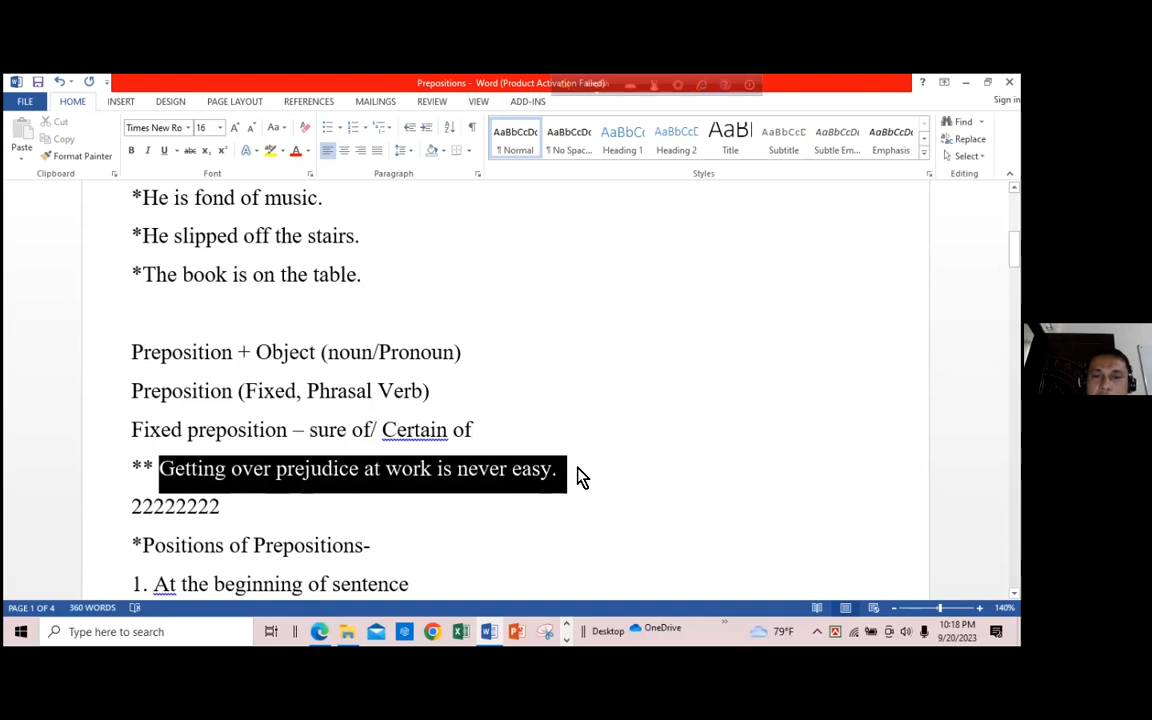 Prepositions - Word (Product Activation Failed)
Sign in
FILE HOME INSERT DESIGN PAGE LAYOUT REFERENCES MAILINGS REVIEW VIEW ADD-INS
Paste
Cut
Copy
Format Painter
Clipboard
Times New Ro 16
Font
Paragraph
AaBbCcDc AaBbCcDc AaBbC AaBbCcD AaB AaBbCcD AaBbCcDc AaBbCcDc
¶ Normal ¶ No Spac... Heading 1 Heading 2 Title Subtitle Subtle Em... Emphasis
Styles
Find
Replace
Select
Editing
*He is fond of music.
*He slipped off the stairs.
*The book is on the table.
Preposition + Object (noun/Pronoun)
Preposition (Fixed, Phrasal Verb)
Fixed preposition – sure of/ Certain of
** Getting over prejudice at work is never easy.
22222222
*Positions of Prepositions-
1. At the beginning of sentence
PAGE 1 OF 4 360 WORDS 140%
Type here to search Desktop OneDrive 79°F 10:18 PM
9/20/2023